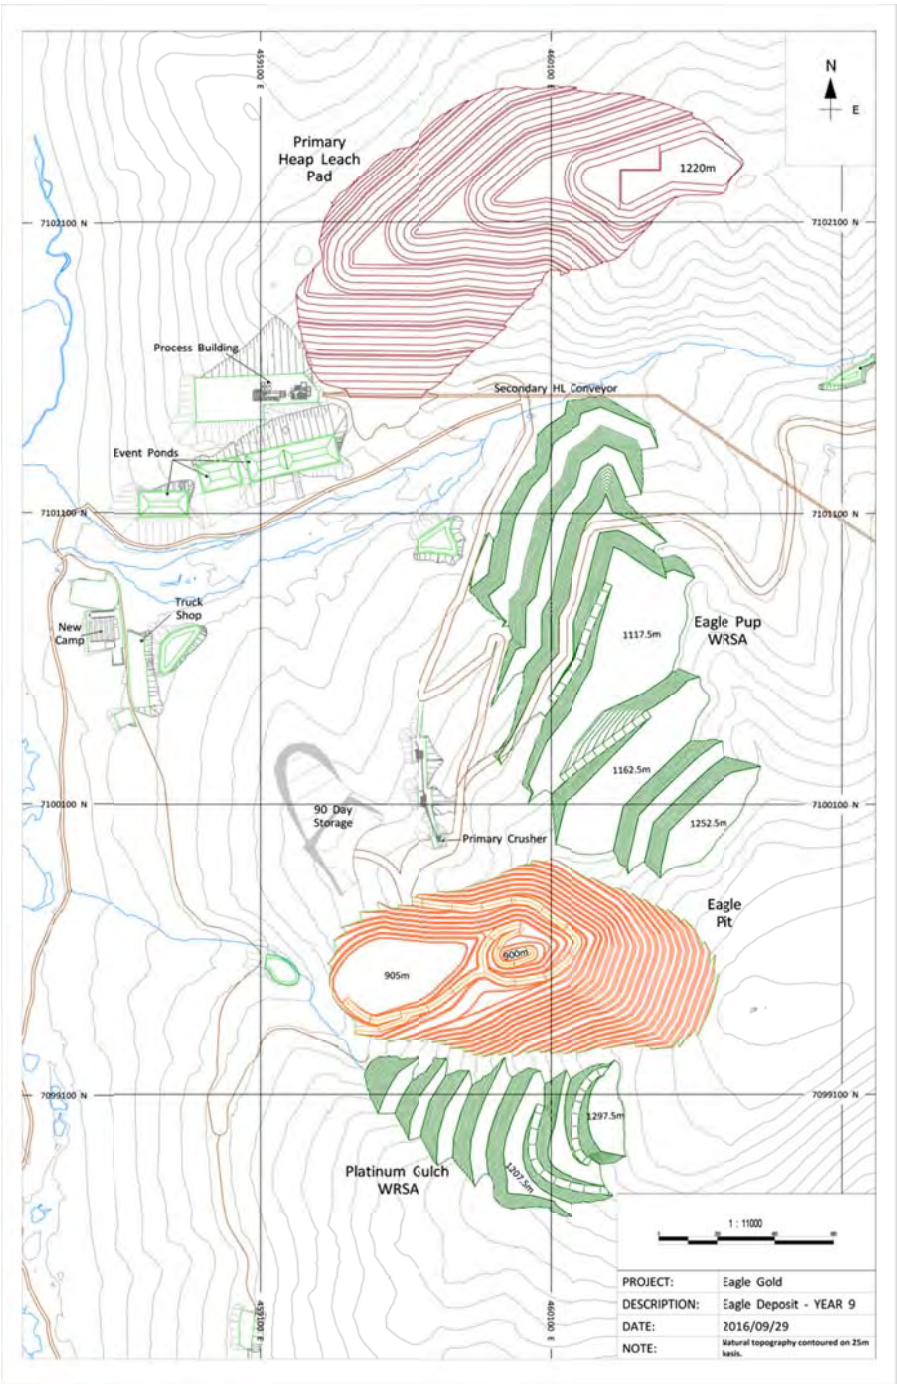 459100 E
460100 E
N
E
Primary
Heap Leach
Pad
1220m
7102100 N
7102100 N
Process Building
Secondary HL Conveyor
Event Ponds
7101100 N
7101100 N
Truck
Shop
New
Camp
Eagle Pup
WRSA
1117.5m
1162.5m
7100100 N
7100100 N
90 Day
Storage
1252.5m
Primary Crusher
Eagle
Pit
900m
905m
7099100 N
7099100 N
1297.5m
Platinum Gulch
WRSA
1207.5m
459100 E
460100 E
1 : 11000
PROJECT: Eagle Gold
DESCRIPTION: Eagle Deposit - YEAR 9
DATE: 2016/09/29
NOTE: Natural topography contoured on 25m
basis.